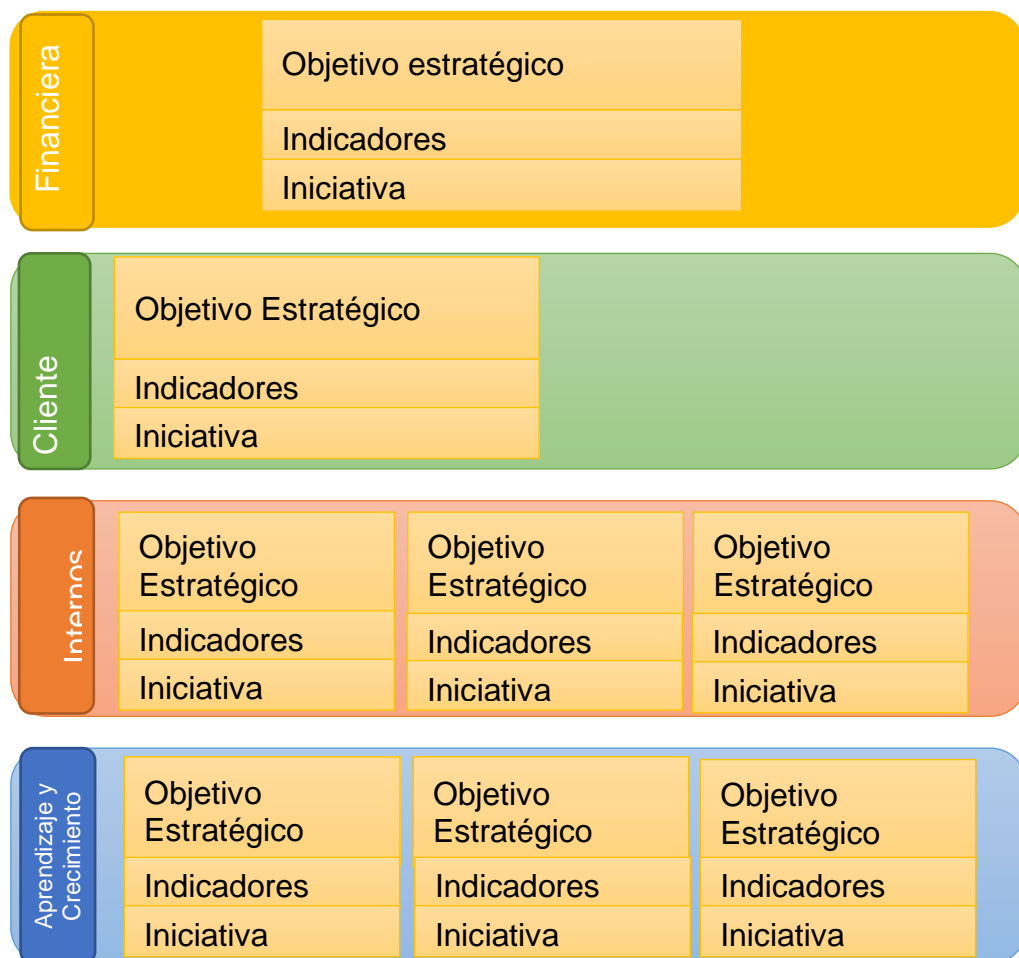 Financiera
Objetivo estratégico
Indicadores
Iniciativa
Cliente
Objetivo Estratégico
Indicadores
Iniciativa
Internos
Objetivo
Estratégico
Indicadores
Iniciativa
Objetivo
Estratégico
Indicadores
Iniciativa
Objetivo
Estratégico
Indicadores
Iniciativa
Aprendizaje y
Crecimiento
Objetivo
Estratégico
Indicadores
Iniciativa
Objetivo
Estratégico
Indicadores
Iniciativa
Objetivo
Estratégico
Indicadores
Iniciativa